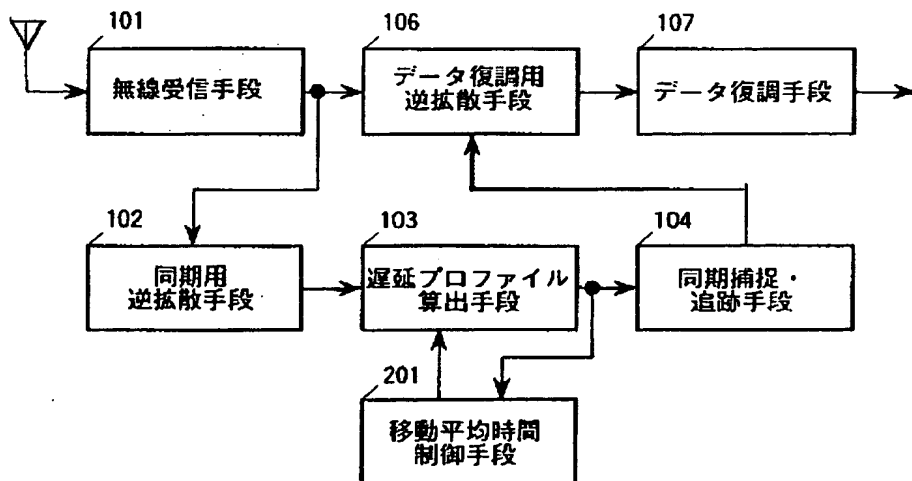 101
無線受信手段
106
データ復調用
逆拡散手段
107
データ復調手段
102
同期用
逆拡散手段
103
遅延プロファイル
算出手段
104
同期捕捉・
追跡手段
201
移動平均時間
制御手段